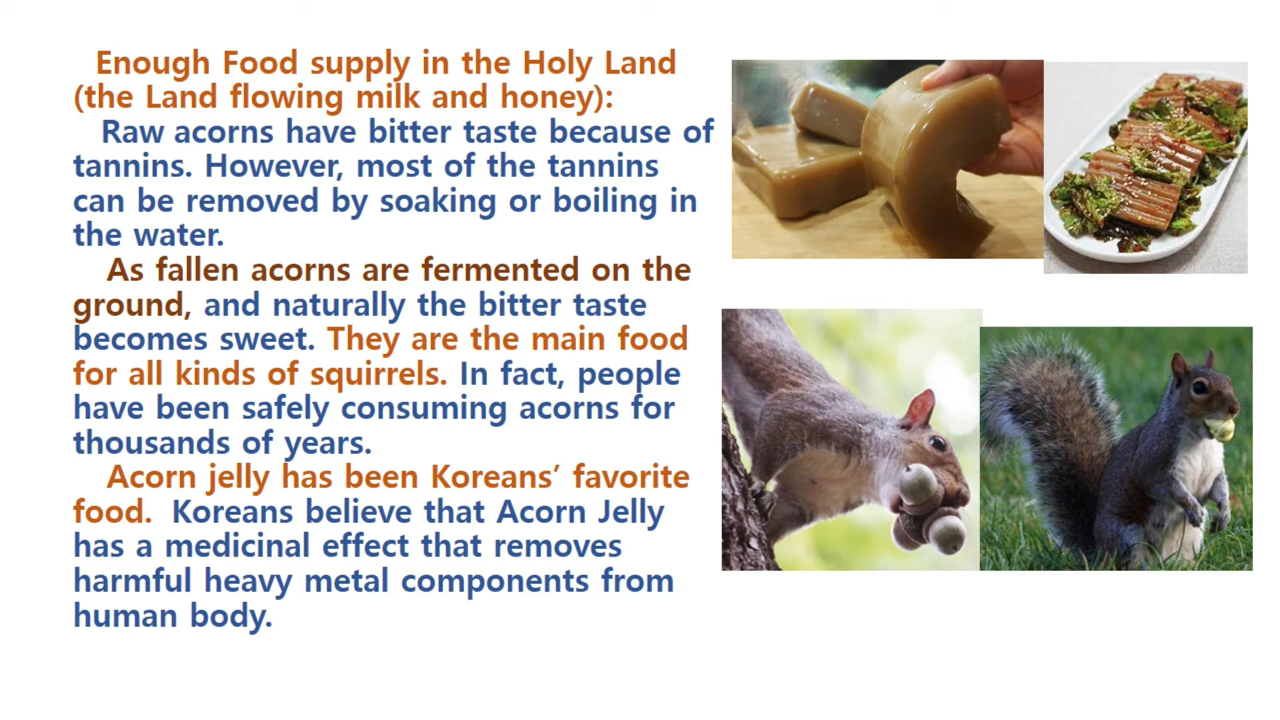 Enough Food supply in the Holy Land
(the Land flowing milk and honey):
Raw acorns have bitter taste because of
tannins. However, most of the tannins
can be removed by soaking or boiling in
the water.
As fallen acorns are fermented on the
ground, and naturally the bitter taste
becomes sweet. They are the main food
for all kinds of squirrels. In fact, people
have been safely consuming acorns for
thousands of years.
Acorn jelly has been Koreans’ favorite
food. Koreans believe that Acorn Jelly
has a medicinal effect that removes
harmful heavy metal components from
human body.